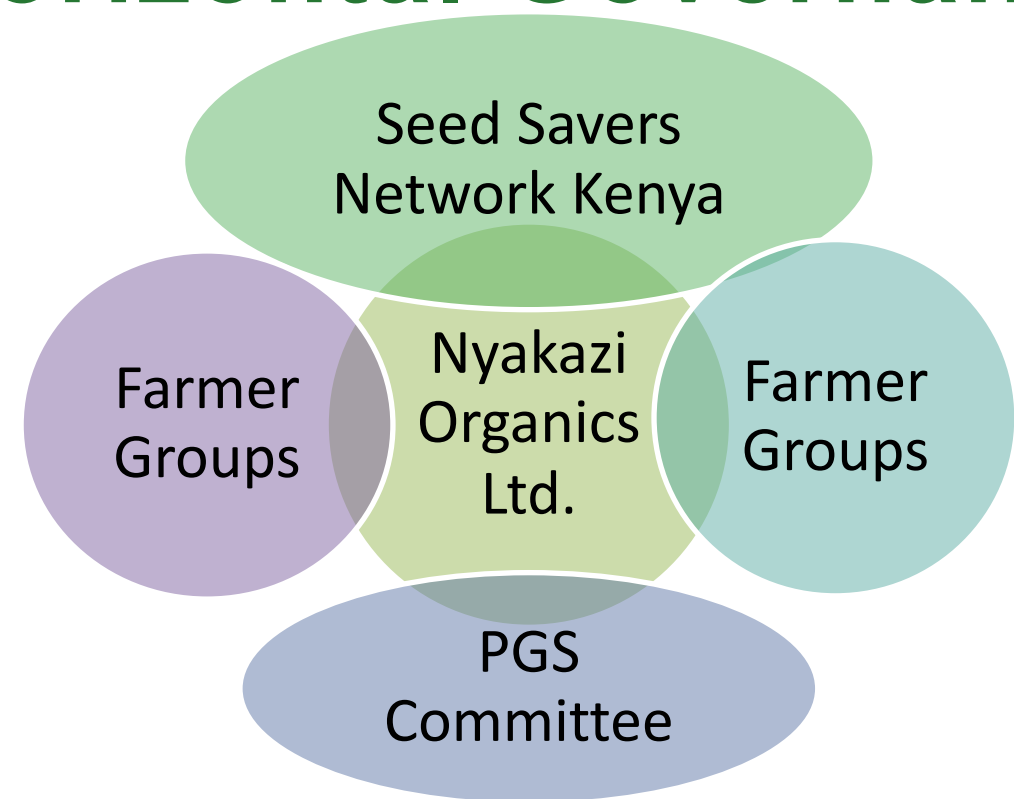 Seed Savers
Network Kenya
Farmer
Groups
Nyakazi
Organics
Ltd.
Farmer
Groups
PGS
Committee